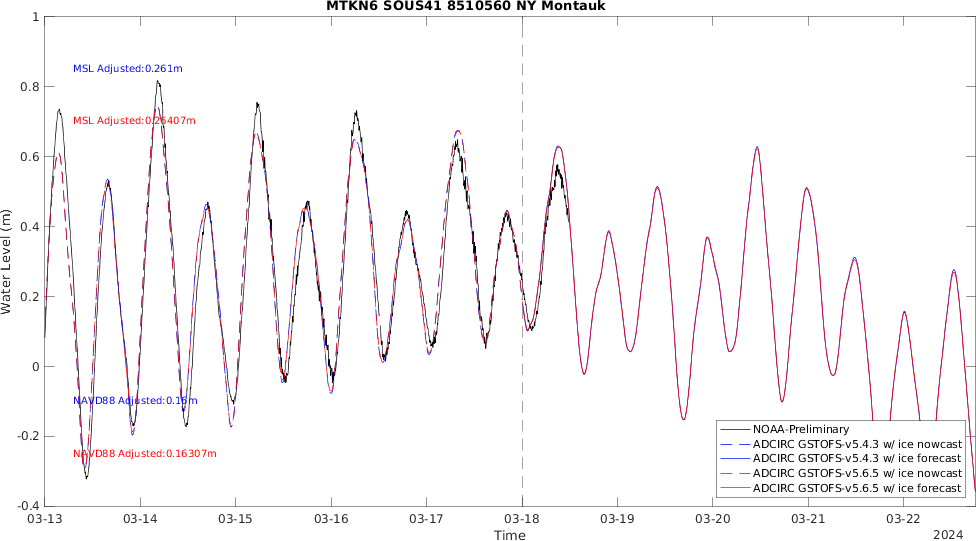 MTKN6 SOUS41 8510560 NY Montauk
1
0.8
0.6
0.4
0.2
0
-0.2
-0.4
Water Level (m)
MSL Adjusted:0.261m
MSL Adjusted:0.26407m
NAVD88 Adjusted:0.16m
NAVD88 Adjusted:0.16307m
NOAA-Preliminary
ADCIRC GSTOFS-v5.4.3 w/ ice nowcast
ADCIRC GSTOFS-v5.4.3 w/ ice forecast
ADCIRC GSTOFS-v5.6.5 w/ ice nowcast
ADCIRC GSTOFS-v5.6.5 w/ ice forecast
03-13 03-14 03-15 03-16 03-17 03-18 03-19 03-20 03-21 03-22
Time
2024